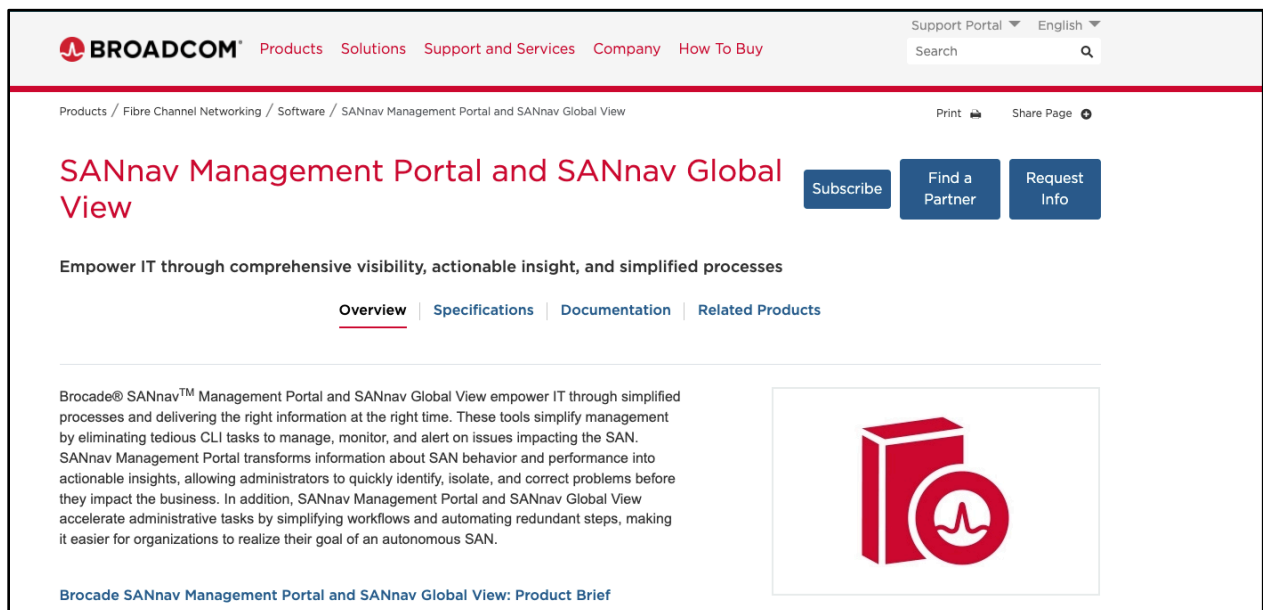 Support Portal English
BROADCOM® Products Solutions Support and Services Company How To Buy
Search
Products / Fibre Channel Networking / Software / SANnav Management Portal and SANnav Global View
Print Share Page
SANnav Management Portal and SANnav Global
View
Subscribe
Find a
Partner
Request
Info
Empower IT through comprehensive visibility, actionable insight, and simplified processes
Overview Specifications Documentation Related Products
Brocade® SANnav™ Management Portal and SANnav Global View empower IT through simplified
processes and delivering the right information at the right time. These tools simplify management
by eliminating tedious CLI tasks to manage, monitor, and alert on issues impacting the SAN.
SANnav Management Portal transforms information about SAN behavior and performance into
actionable insights, allowing administrators to quickly identify, isolate, and correct problems before
they impact the business. In addition, SANnav Management Portal and SANnav Global View
accelerate administrative tasks by simplifying workflows and automating redundant steps, making
it easier for organizations to realize their goal of an autonomous SAN.
Brocade SANnav Management Portal and SANnav Global View: Product Brief